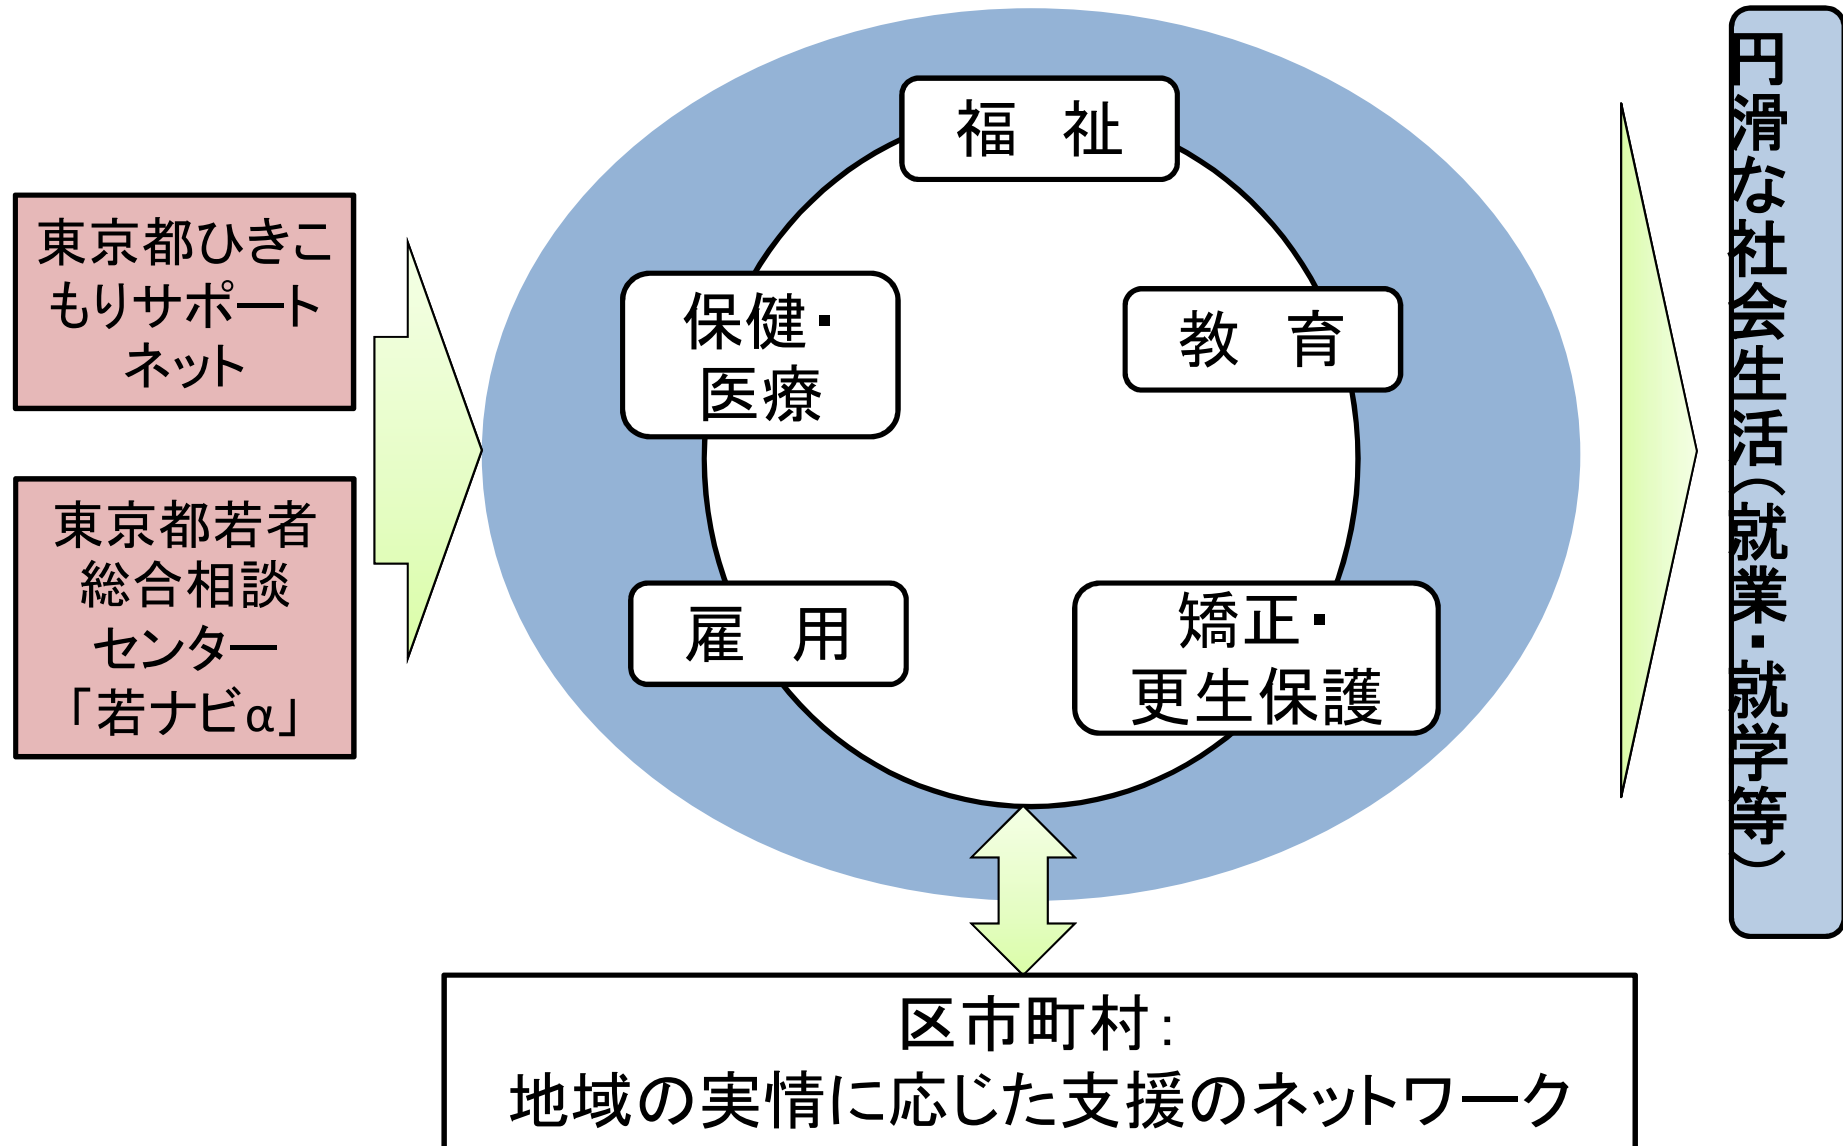 東京都ひきこ
もりサポート
ネット
東京都若者
総合相談
センター
「若ナビα」
福　祉
保健・
医療
教　育
雇　用
矯正・
更生保護
区市町村：
地域の実情に応じた支援のネットワーク
円滑な社会生活（就業・就学等）